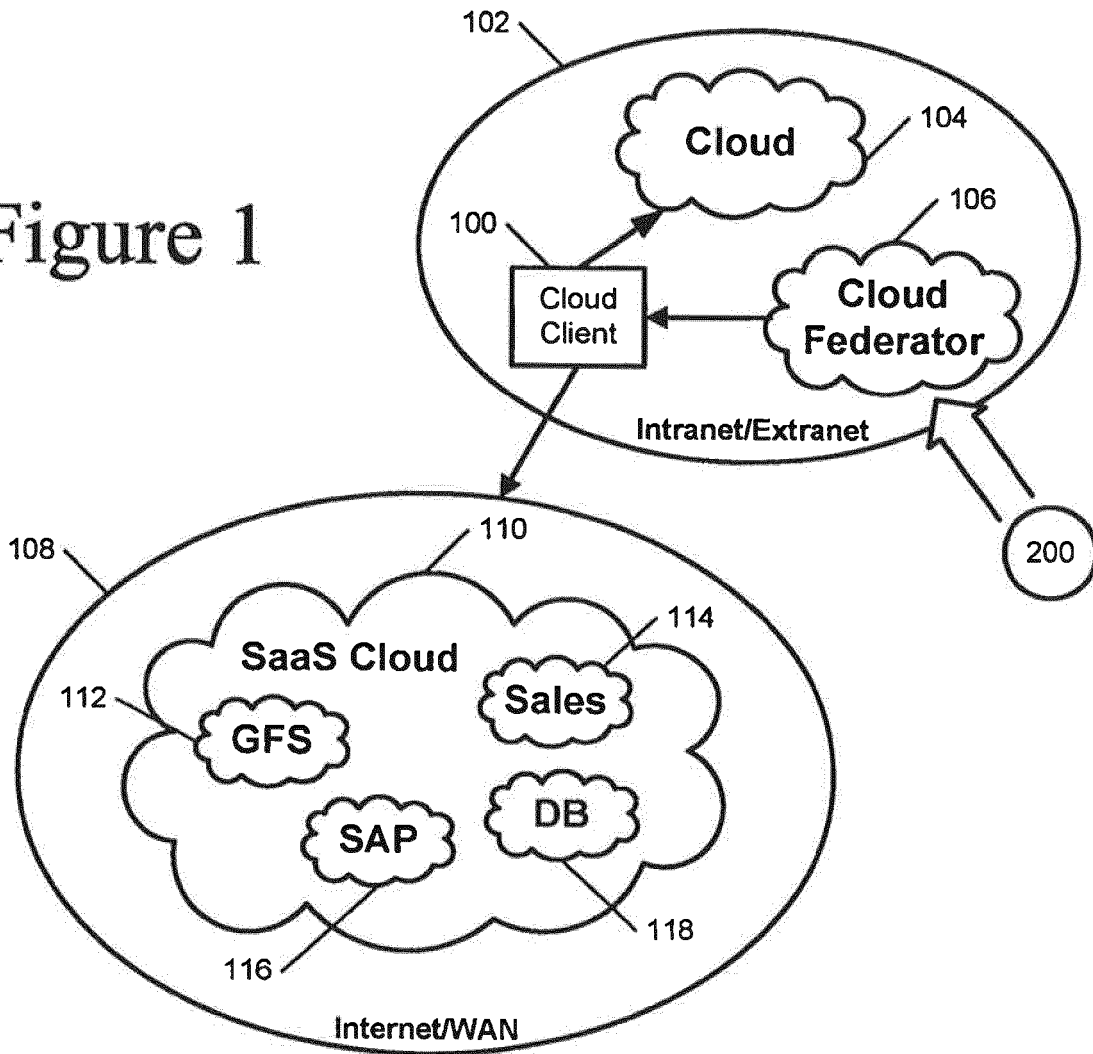 102
Cloud
104
Figure 1
100
106
Cloud
Client
Cloud
Federator
Intranet/Extranet
200
108
110
SaaS Cloud
114
112
GFS
Sales
SAP
DB
116
118
Internet/WAN